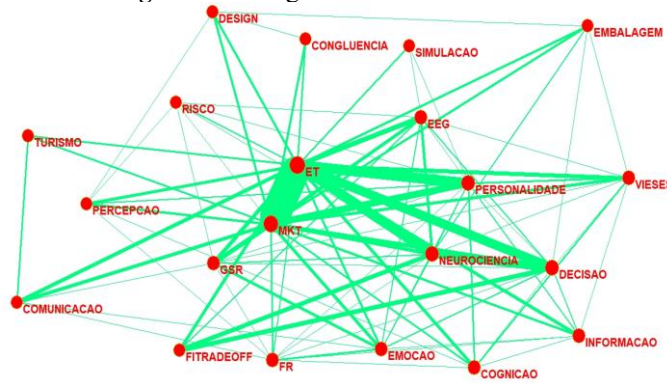 DESIGN
EMBALAGEM
CONGLUENCIA
SIMULACAO
RISCO
EEG
TURISMO
ET
PERSONALIDADE
VIESES
PERCEPCAO
MKT
NEUROCIENCIA
GSR
DECISAO
COMUNICACAO
INFORMACAO
FITRADEOFF
FR
EMOCAO
COGNICAO